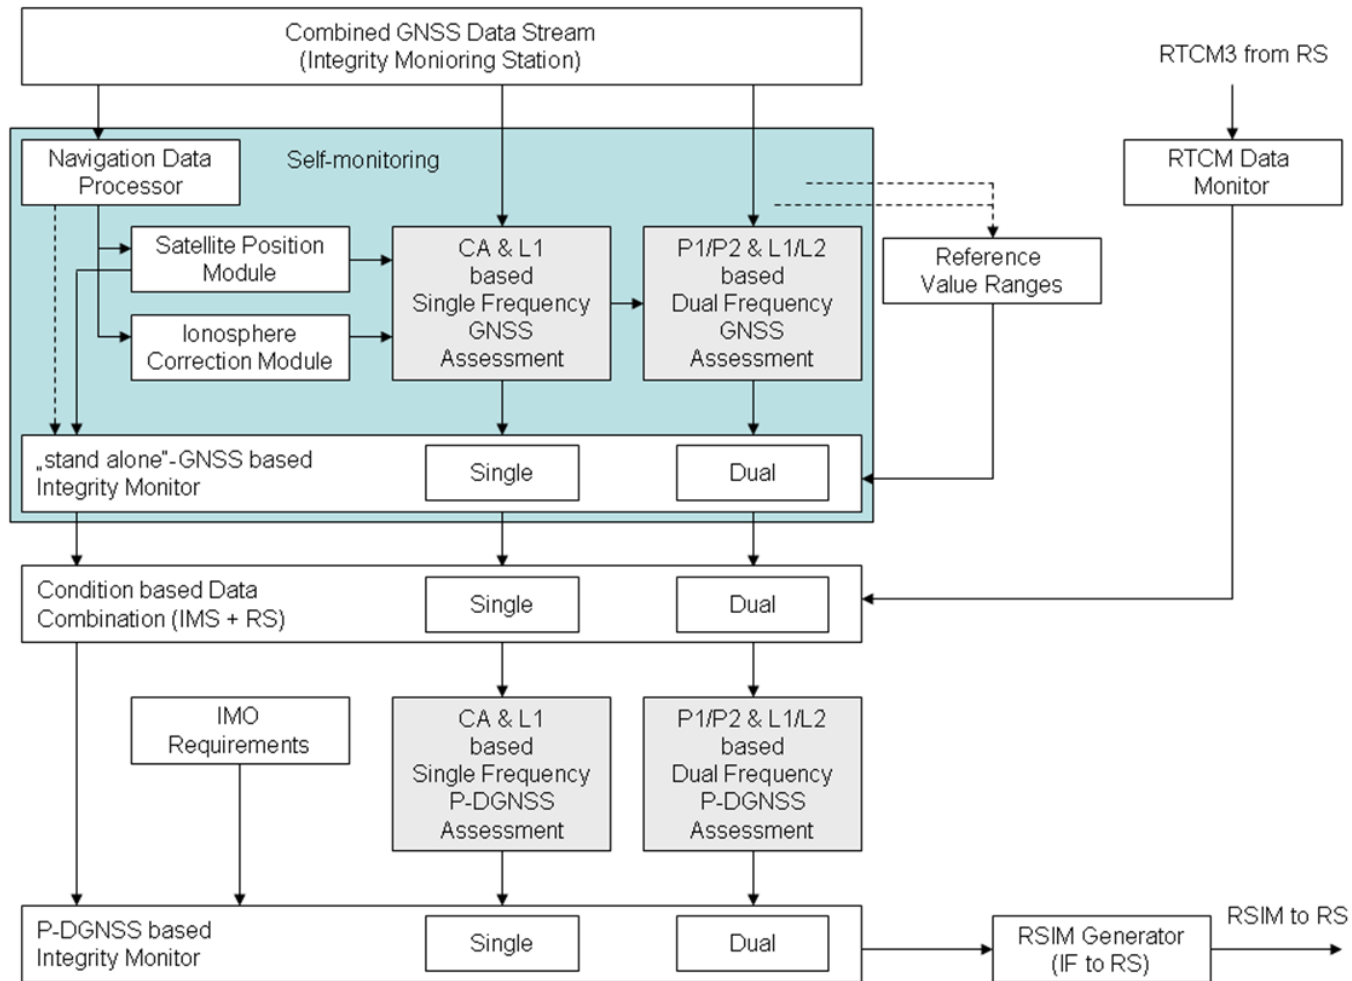 Combined GNSS Data Stream
(Integrity Monioring Station)
RTCM3 from RS
Navigation Data
Processor
Self-monitoring
RTCM Data
Monitor
Satellite Position
Module
CA & L1
based
Single Frequency
GNSS
Assessment
P1/P2 & L1/L2
based
Dual Frequency
GNSS
Assessment
Reference
Value Ranges
Ionosphere
Correction Module
„stand alone"-GNSS based
Integrity Monitor
Single
Dual
Condition based Data
Combination (IMS + RS)
Single
Dual
IMO
Requirements
CA & L1
based
Single Frequency
P-DGNSS
Assessment
P1/P2 & L1/L2
based
Dual Frequency
P-DGNSS
Assessment
P-DGNSS based
Integrity Monitor
Single
Dual
RSIM Generator
(IF to RS)
RSIM to RS